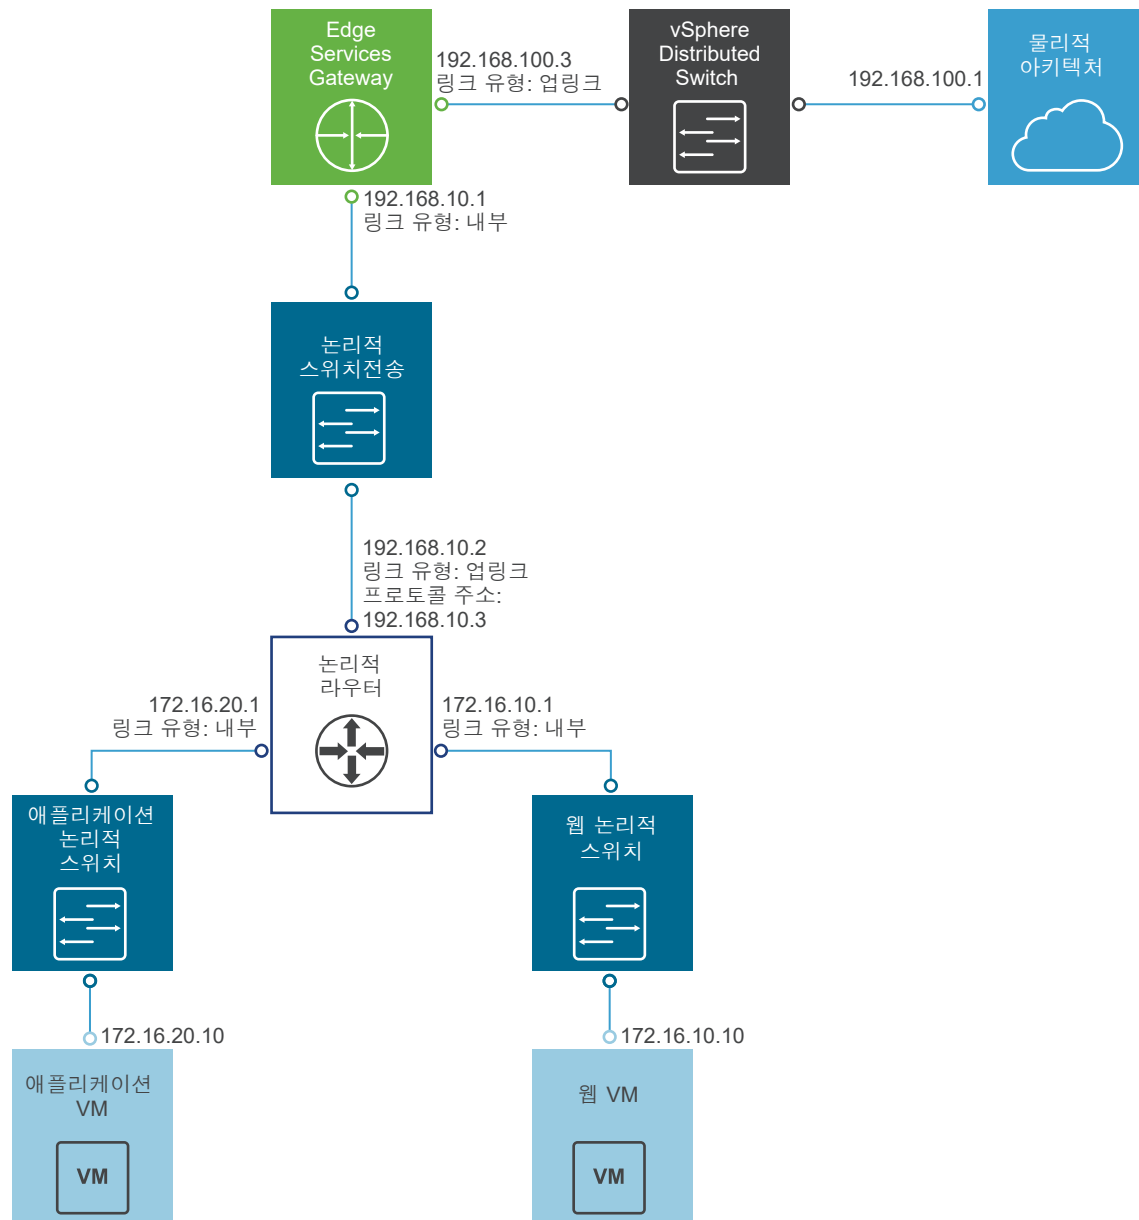 Edge
Services
Gateway
192.168.100.3
링크 유형: 업링크
vSphere
Distributed
Switch
192.168.100.1
물리적
아키텍처
192.168.10.1
링크 유형: 내부
논리적
스위치전송
192.168.10.2
링크 유형: 업링크
프로토콜 주소:
192.168.10.3
논리적
라우터
172.16.20.1
링크 유형: 내부
172.16.10.1
링크 유형: 내부
애플리케이션
논리적
스위치
웹 논리적
스위치
172.16.20.10
172.16.10.10
애플리케이션
VM
VM
웹 VM
VM